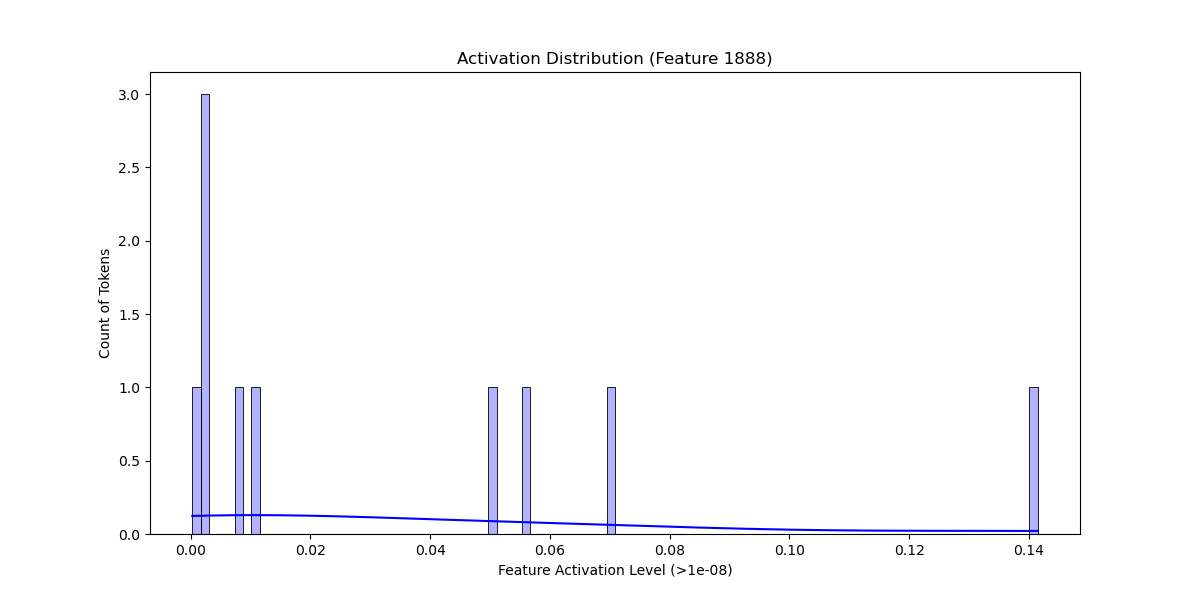 Activation Distribution (Feature 1888)
3.0
2.5
2.0
1.5
1.0
0.5
0.0
Count of Tokens
0.00 0.02 0.04 0.06 0.08 0.10 0.12 0.14
Feature Activation Level (>1e-08)